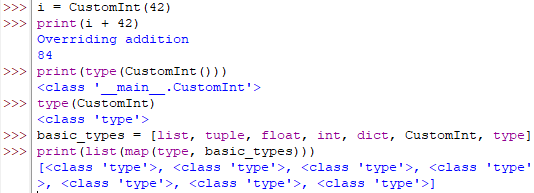 >>> i = CustomInt(42)
>>> print(i + 42)
Overriding addition
84
>>> print(type(CustomInt()))
<class '__main__.CustomInt'>
>>> type(CustomInt)
<class 'type'>
>>> basic_types = [list, tuple, float, int, dict, CustomInt, type]
>>> print(list(map(type, basic_types)))
[<class 'type'>, <class 'type'>, <class 'type'>, <class 'type'
>, <class 'type'>, <class 'type'>, <class 'type'>]